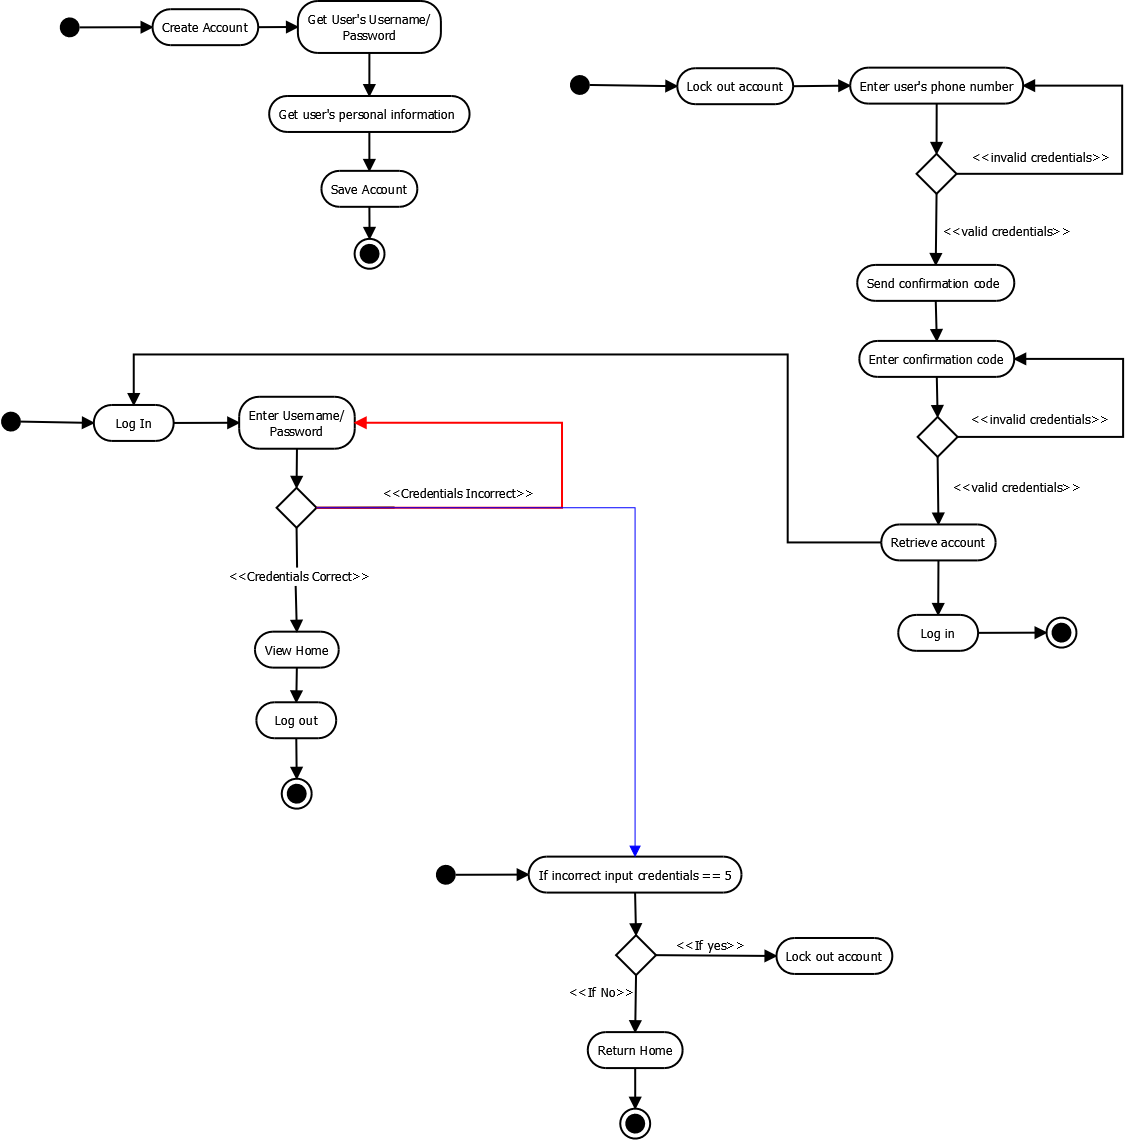 Create Account
Get User's Username/
Password
Get user's personal information
Save Account
Lock out account
Enter user's phone number
<<invalid credentials>>
<<valid credentials>>
Send confirmation code
Enter confirmation code
<<invalid credentials>>
<<valid credentials>>
Retrieve account
Log in
Log In
Enter Username/
Password
<<Credentials Incorrect>>
<<Credentials Correct>>
View Home
Log out
If incorrect input credentials == 5
<<If yes>>
Lock out account
<<If No>>
Return Home